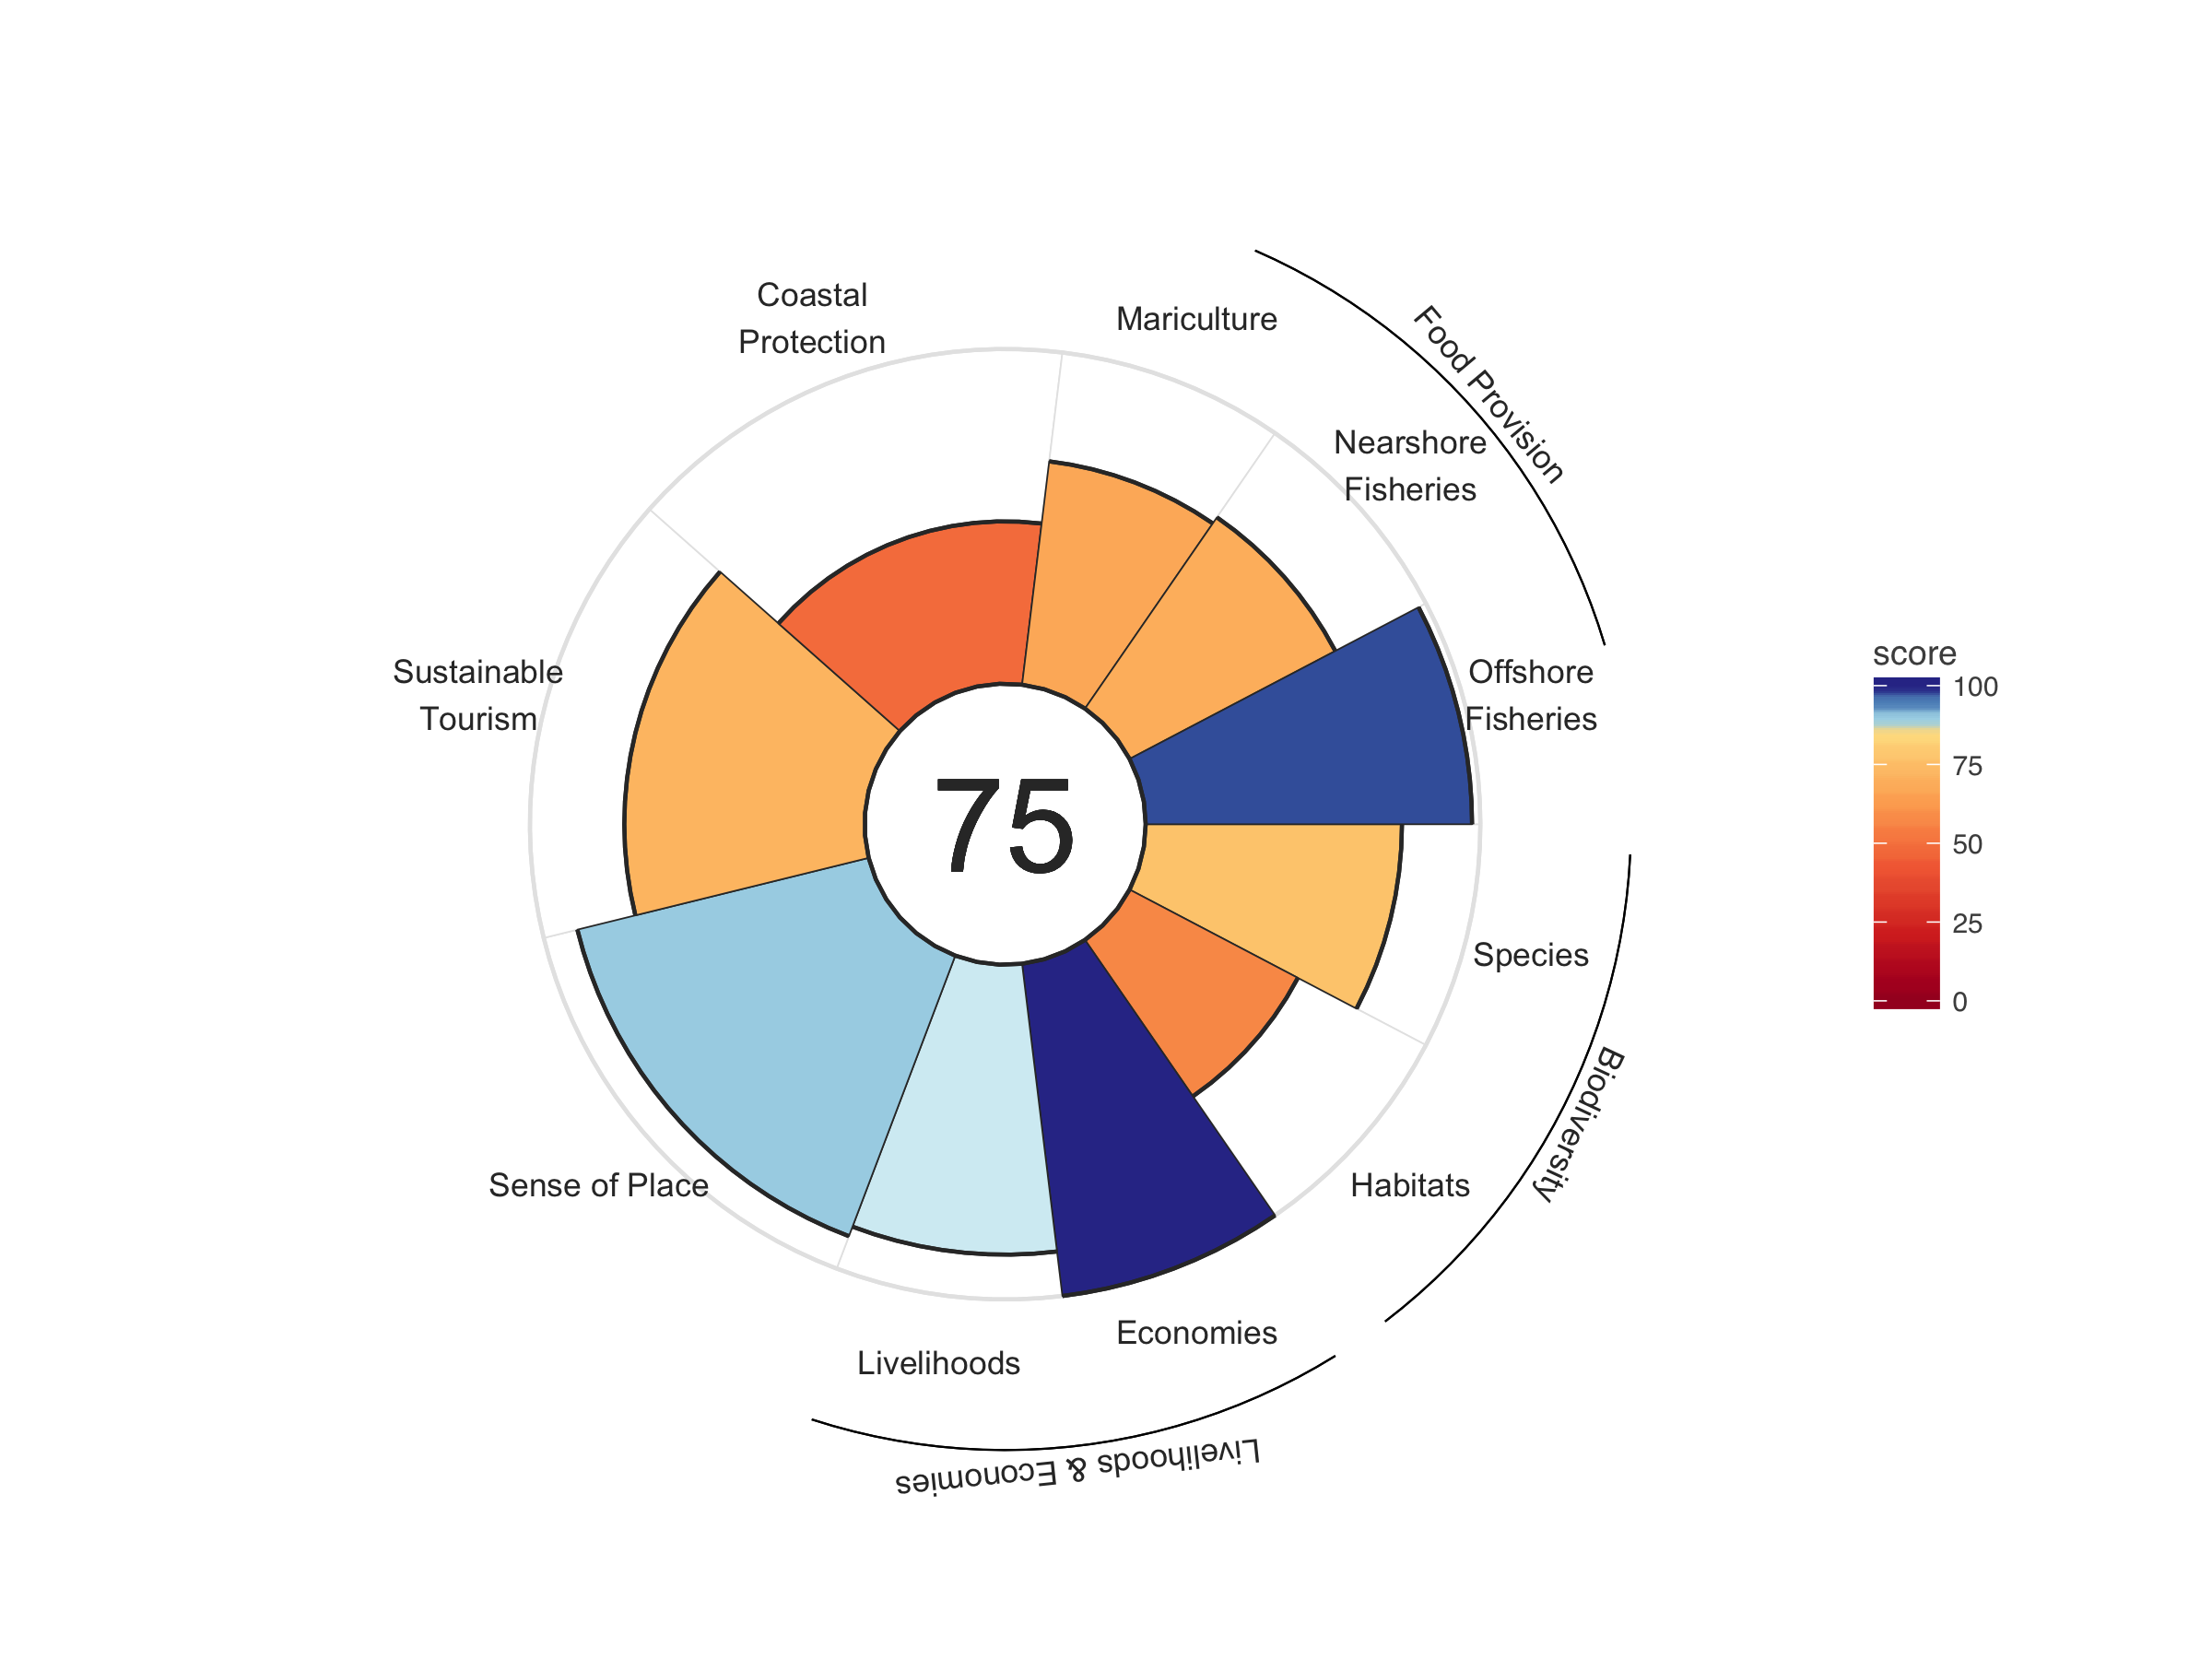 Coastal
Protection
Mariculture
Food Provision
Nearshore
Fisheries
Offshore
Fisheries
Sustainable
Tourism
75
score
100
75
50
25
0
Species
Biodiversity
Sense of Place
Habitats
Economies
Livelihoods
Livelihoods & Economies